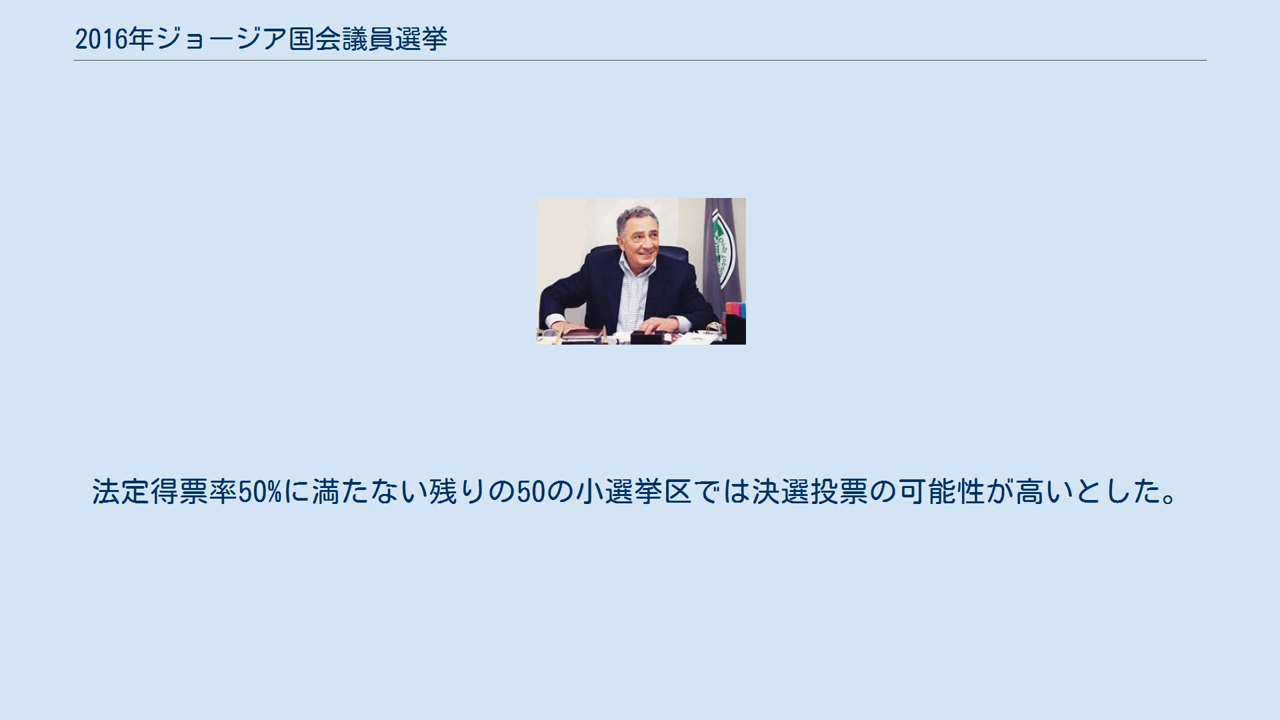 2016年ジョージア国会議員選挙
法定得票率50%に満たない残りの50の小選挙区では決選投票の可能性が高いとした。